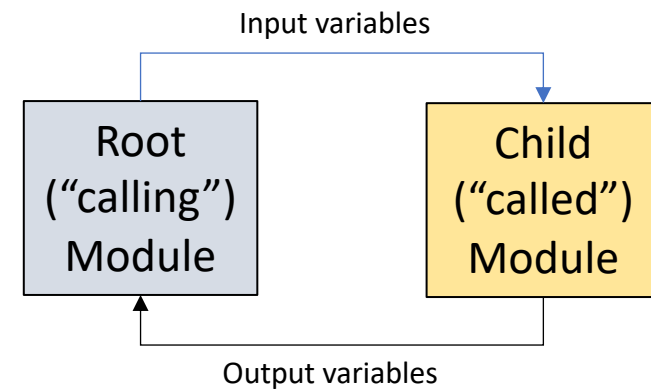 Input variables
Root
(“calling”)
Module
Child
(“called”)
Module
Output variables